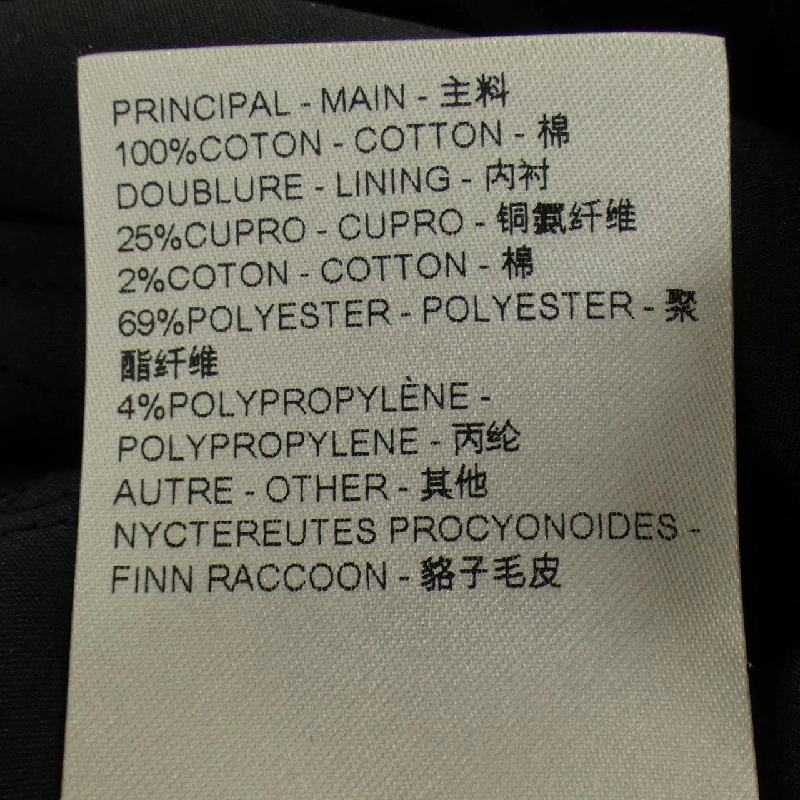 PRINCIPAL - MAIN - 主料
100%COTON - COTTON - 棉
DOUBLURE - LINING - 内衬
25%CUPRO - CUPRO - 铜氨纤维
2%COTON - COTTON - 棉
69%POLYESTER - POLYESTER - 聚
酯纤维
4%POLYPROPYLÈNE -
POLYPROPYLENE - 丙纶
AUTRE - OTHER - 其他
NYCTEREUTES PROCYONOIDES -
FINN RACCOON - 貉子毛皮